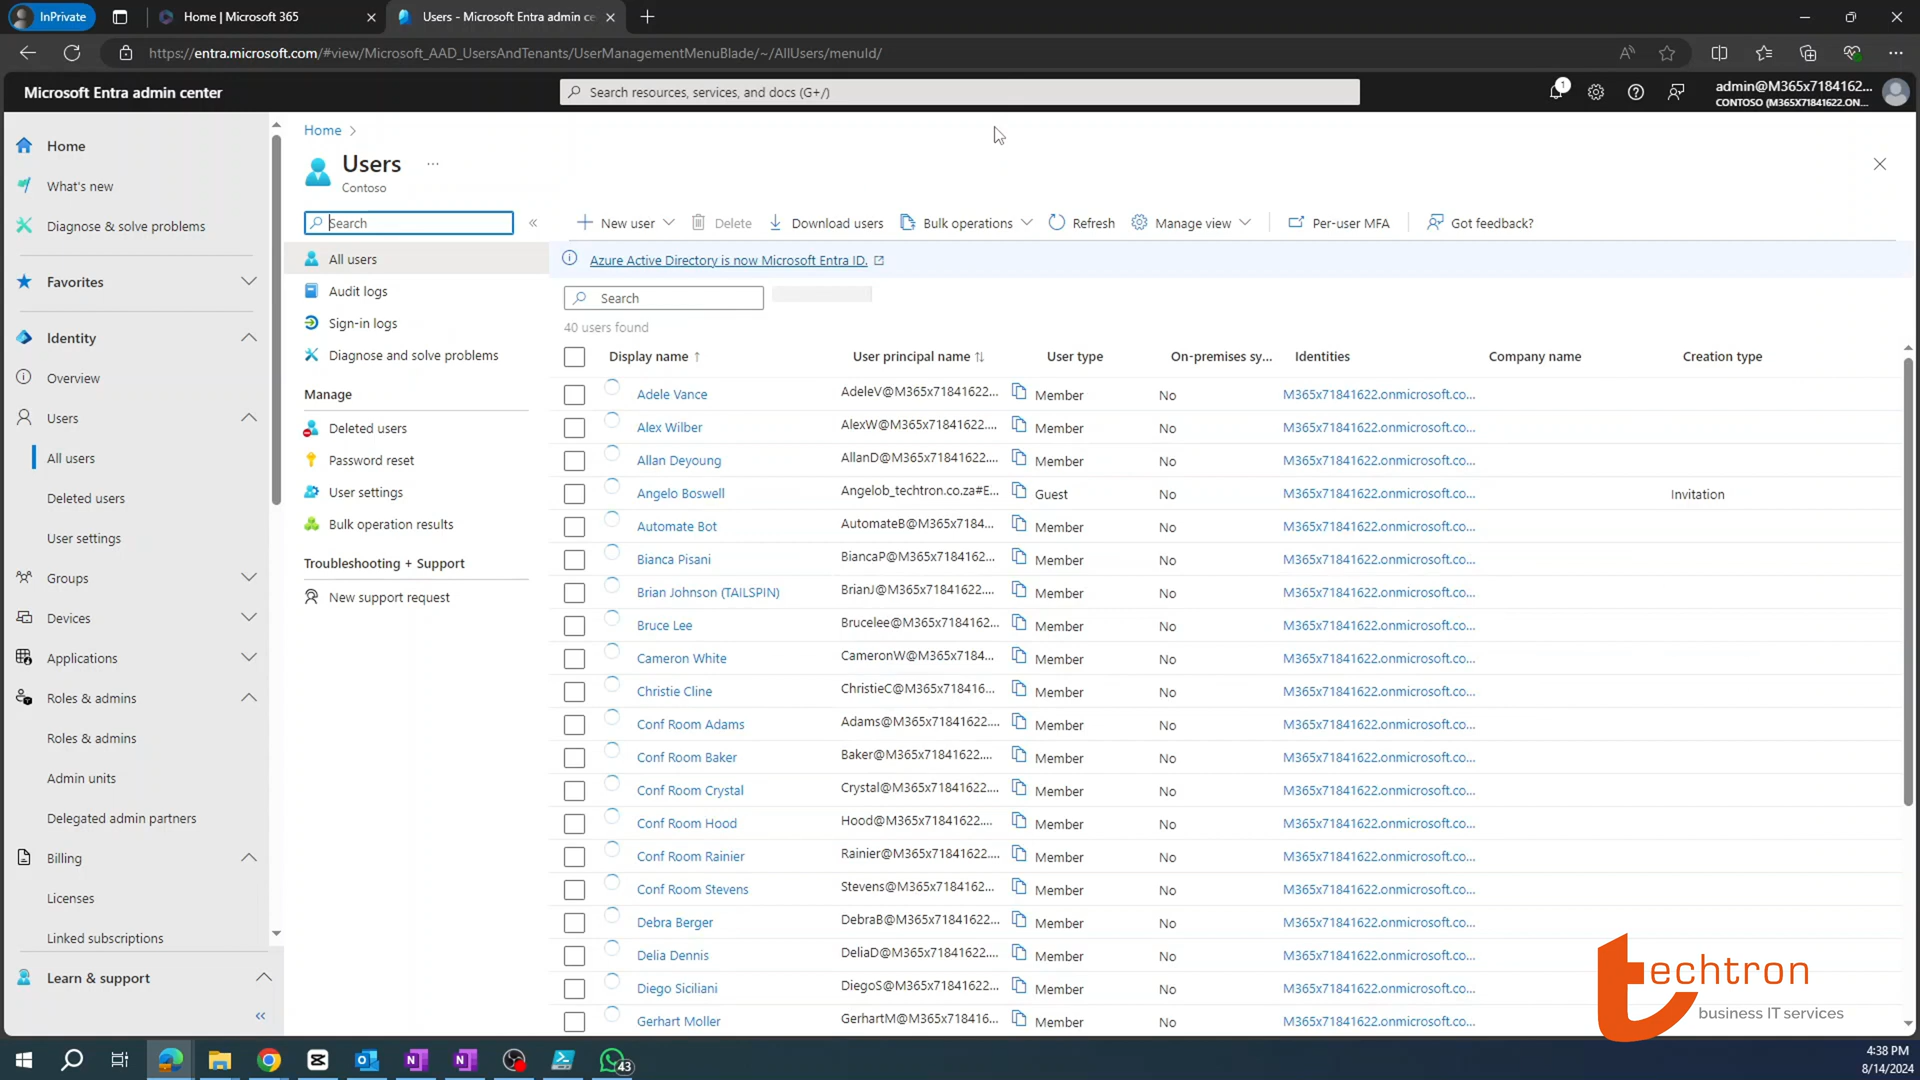 InPrivate
Home | Microsoft 365
Users - Microsoft Entra admin ce
https://entra.microsoft.com/#view/Microsoft_AAD_UsersAndTenants/UserManagementMenuBlade/~/AllUsers/menuId/
Microsoft Entra admin center
Search resources, services, and docs (G+/)
1
admin@M365x7184162...
CONTOSO (M365X71841622.ON...
Home
What's new
Diagnose & solve problems
Favorites
Identity
Overview
Users
All users
Deleted users
User settings
Groups
Devices
Applications
Roles & admins
Roles & admins
Admin units
Delegated admin partners
Billing
Licenses
Linked subscriptions
Learn & support
Home
Users
Contoso
Search
All users
Audit logs
Sign-in logs
Diagnose and solve problems
Manage
Deleted users
Password reset
User settings
Bulk operation results
Troubleshooting + Support
New support request
New user Delete Download users Bulk operations Refresh Manage view Per-user MFA Got feedback?
Azure Active Directory is now Microsoft Entra ID.
Search
40 users found
Display name ↑ User principal name ↑↓ User type On-premises sy... Identities Company name Creation type
Adele Vance AdeleV@M365x71841622... Member No M365x71841622.onmicrosoft.co...
Alex Wilber AlexW@M365x71841622.... Member No M365x71841622.onmicrosoft.co...
Allan Deyoung AllanD@M365x71841622.... Member No M365x71841622.onmicrosoft.co...
Angelo Boswell Angelob_techtron.co.za#E... Guest No M365x71841622.onmicrosoft.co... Invitation
Automate Bot AutomateB@M365x7184... Member No M365x71841622.onmicrosoft.co...
Bianca Pisani BiancaP@M365x7184162... Member No M365x71841622.onmicrosoft.co...
Brian Johnson (TAILSPIN) BrianJ@M365x71841622.... Member No M365x71841622.onmicrosoft.co...
Bruce Lee Brucelee@M365x7184162... Member No M365x71841622.onmicrosoft.co...
Cameron White CameronW@M365x7184... Member No M365x71841622.onmicrosoft.co...
Christie Cline ChristieC@M365x718416... Member No M365x71841622.onmicrosoft.co...
Conf Room Adams Adams@M365x71841622.... Member No M365x71841622.onmicrosoft.co...
Conf Room Baker Baker@M365x71841622.... Member No M365x71841622.onmicrosoft.co...
Conf Room Crystal Crystal@M365x71841622.... Member No M365x71841622.onmicrosoft.co...
Conf Room Hood Hood@M365x71841622.... Member No M365x71841622.onmicrosoft.co...
Conf Room Rainier Rainier@M365x71841622.... Member No M365x71841622.onmicrosoft.co...
Conf Room Stevens Stevens@M365x71841622.... Member No M365x71841622.onmicrosoft.co...
Debra Berger DebraB@M365x71841622... Member No M365x71841622.onmicrosoft.co...
Delia Dennis DeliaD@M365x71841622... Member No M365x71841622.onmicrosoft.co...
Diego Siciliani DiegoS@M365x71841622... Member No M365x71841622.onmicrosoft.co...
Gerhart Moller GerhartM@M365x718416... Member No M365x71841622.onmicrosoft.co...
techtron
business IT services
43
4:38 PM
8/14/2024